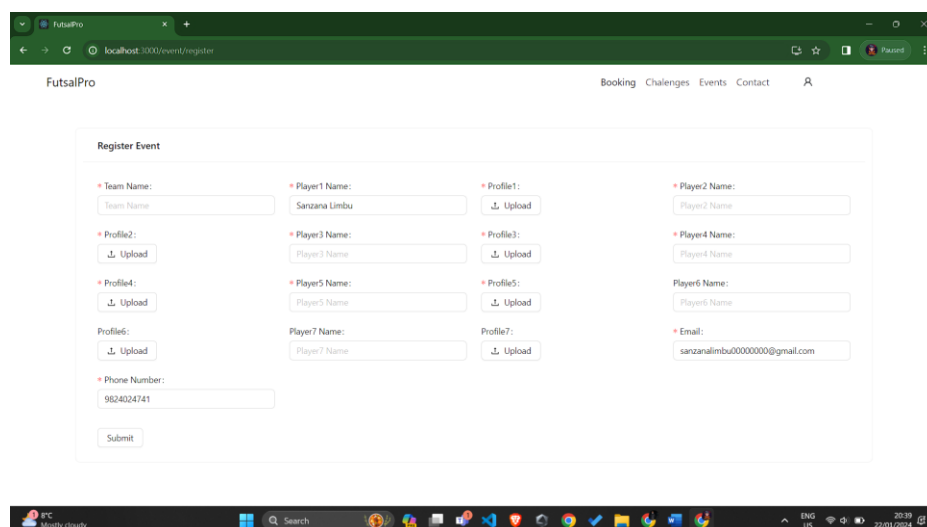 FutsalPro
localhost:3000/event/register
Paused
FutsalPro
Booking Chalenges Events Contact
Register Event
* Team Name:
* Player1 Name:
* Profile1:
* Player2 Name:
Team Name
Sanzana Limbu
Upload
Player2 Name
* Profile2:
* Player3 Name:
* Profile3:
* Player4 Name:
Upload
Player3 Name
Upload
Player4 Name
* Profile4:
* Player5 Name:
* Profile5:
Player6 Name:
Upload
Player5 Name
Upload
Player6 Name
Profile6:
Player7 Name:
Profile7:
* Email:
Upload
Player7 Name
Upload
sanzanalimbu00000000@gmail.com
* Phone Number:
9824024741
Submit
1
8°C
Mostly cloudy
Search
ENG
US
20:39
22/01/2024